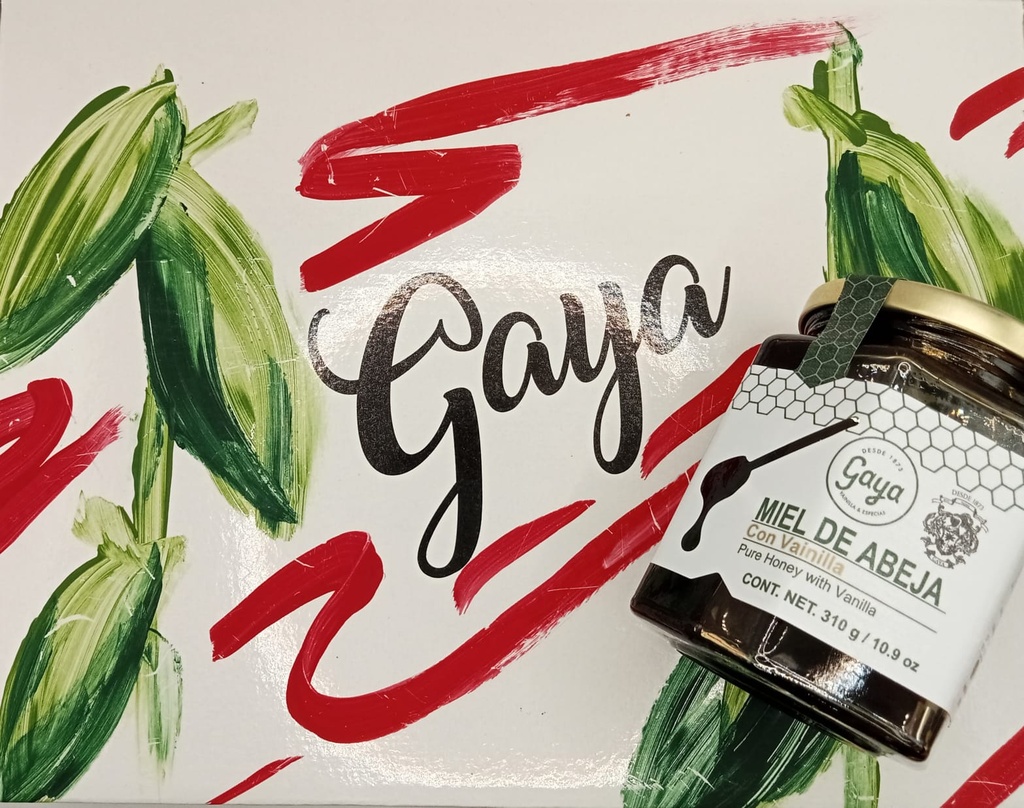 Gaya
DESDE 1873
Gaya
VAINILLA & ESPECIAS
DESDE 1873
MIEL DE ABEJA
Con Vainilla
Pure Honey with Vanilla
CONT. NET. 310 g / 10.9 oz